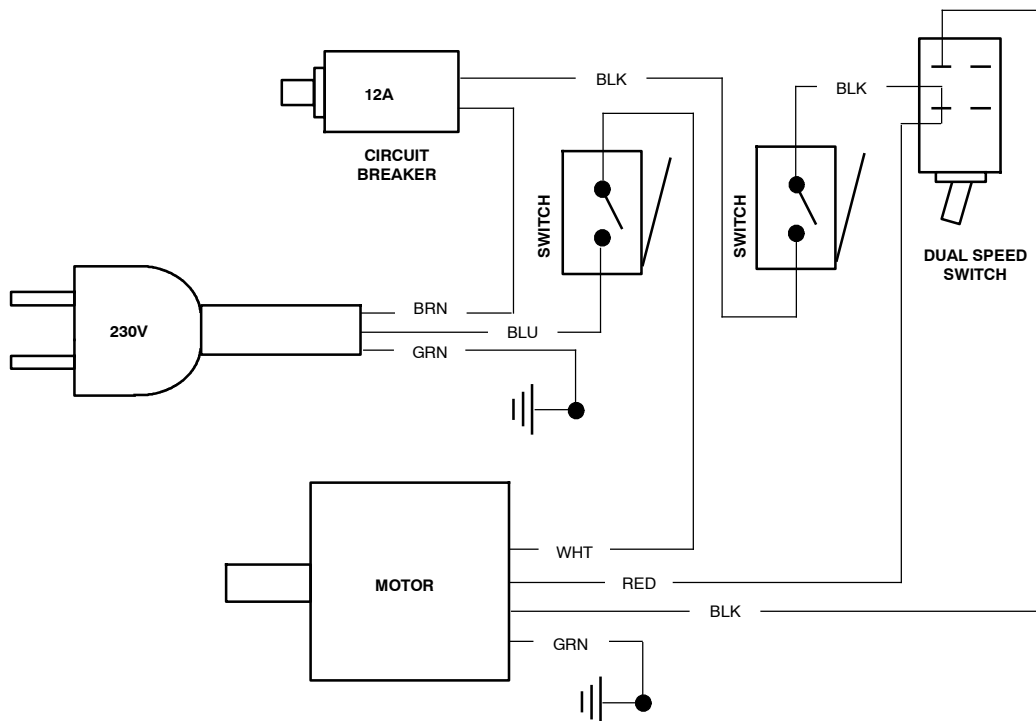 BLK
BLK
12A
CIRCUIT
BREAKER
SWITCH
SWITCH
DUAL SPEED
SWITCH
BRN
230V
BLU
GRN
WHT
MOTOR
RED
BLK
GRN